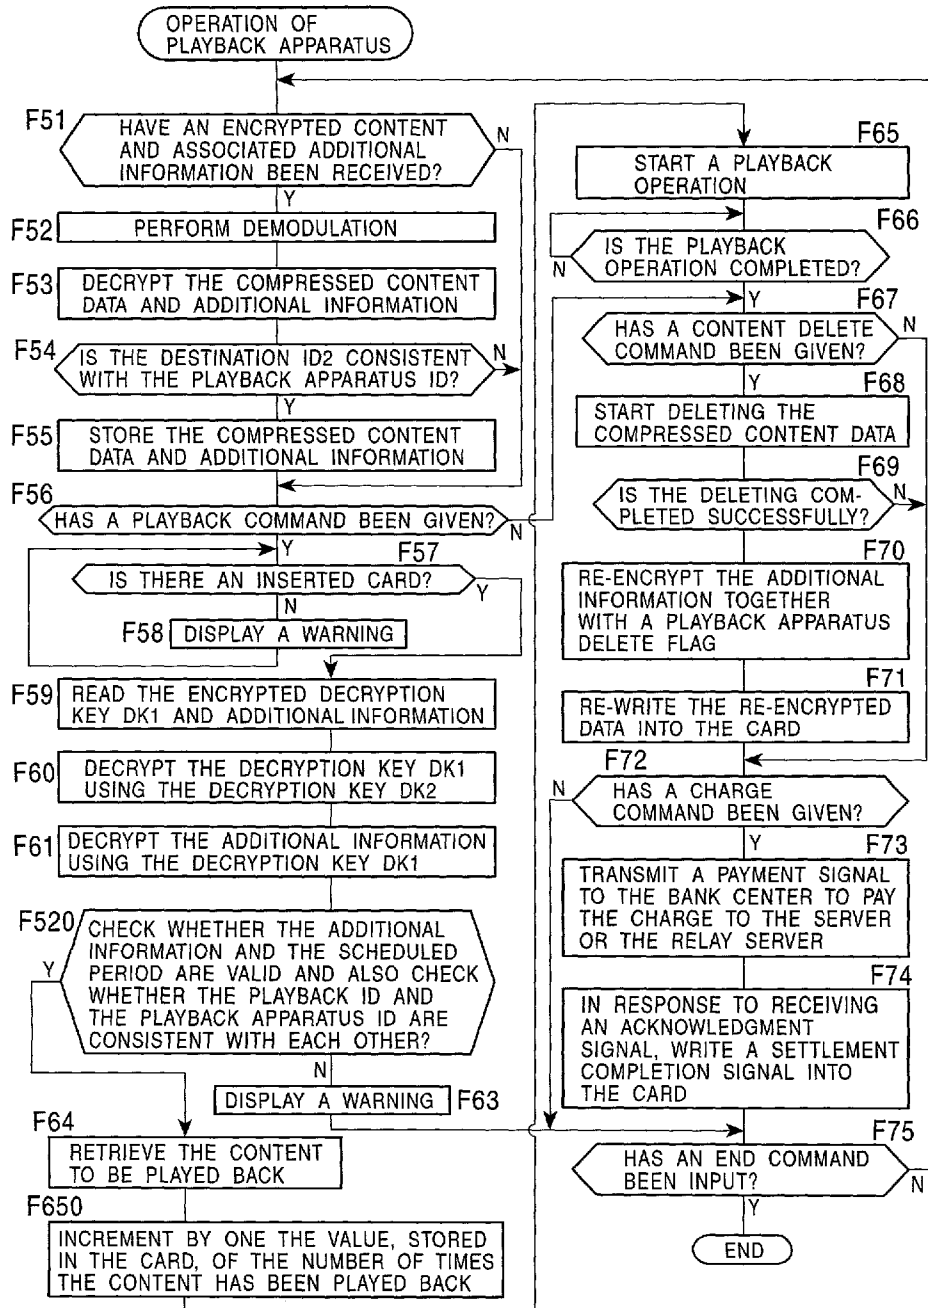 OPERATION OF
PLAYBACK APPARATUS
F51
HAVE AN ENCRYPTED CONTENT
AND ASSOCIATED ADDITIONAL
INFORMATION BEEN RECEIVED?
N
Y
F52
PERFORM DEMODULATION
F53
DECRYPT THE COMPRESSED CONTENT
DATA AND ADDITIONAL INFORMATION
F54
IS THE DESTINATION ID2 CONSISTENT
WITH THE PLAYBACK APPARATUS ID?
N
Y
F55
STORE THE COMPRESSED CONTENT
DATA AND ADDITIONAL INFORMATION
F56
HAS A PLAYBACK COMMAND BEEN GIVEN?
N
Y
F57
IS THERE AN INSERTED CARD?
Y
N
F58
DISPLAY A WARNING
F59
READ THE ENCRYPTED DECRYPTION
KEY DK1 AND ADDITIONAL INFORMATION
F60
DECRYPT THE DECRYPTION KEY DK1
USING THE DECRYPTION KEY DK2
F61
DECRYPT THE ADDITIONAL INFORMATION
USING THE DECRYPTION KEY DK1
F520
CHECK WHETHER THE ADDITIONAL
INFORMATION AND THE SCHEDULED
PERIOD ARE VALID AND ALSO CHECK
WHETHER THE PLAYBACK ID AND
THE PLAYBACK APPARATUS ID ARE
CONSISTENT WITH EACH OTHER?
Y
N
DISPLAY A WARNING
F63
F64
RETRIEVE THE CONTENT
TO BE PLAYED BACK
F650
INCREMENT BY ONE THE VALUE, STORED
IN THE CARD, OF THE NUMBER OF TIMES
THE CONTENT HAS BEEN PLAYED BACK
F65
START A PLAYBACK
OPERATION
F66
IS THE PLAYBACK
OPERATION COMPLETED?
N
Y
F67
HAS A CONTENT DELETE
COMMAND BEEN GIVEN?
N
Y
F68
START DELETING THE
COMPRESSED CONTENT DATA
F69
IS THE DELETING COM-
PLETED SUCCESSFULLY?
N
Y
F70
RE-ENCRYPT THE ADDITIONAL
INFORMATION TOGETHER
WITH A PLAYBACK APPARATUS
DELETE FLAG
F71
RE-WRITE THE RE-ENCRYPTED
DATA INTO THE CARD
F72
HAS A CHARGE
COMMAND BEEN GIVEN?
N
Y
F73
TRANSMIT A PAYMENT SIGNAL
TO THE BANK CENTER TO PAY
THE CHARGE TO THE SERVER
OR THE RELAY SERVER
F74
IN RESPONSE TO RECEIVING
AN ACKNOWLEDGMENT
SIGNAL, WRITE A SETTLEMENT
COMPLETION SIGNAL INTO
THE CARD
F75
HAS AN END COMMAND
BEEN INPUT?
N
Y
END